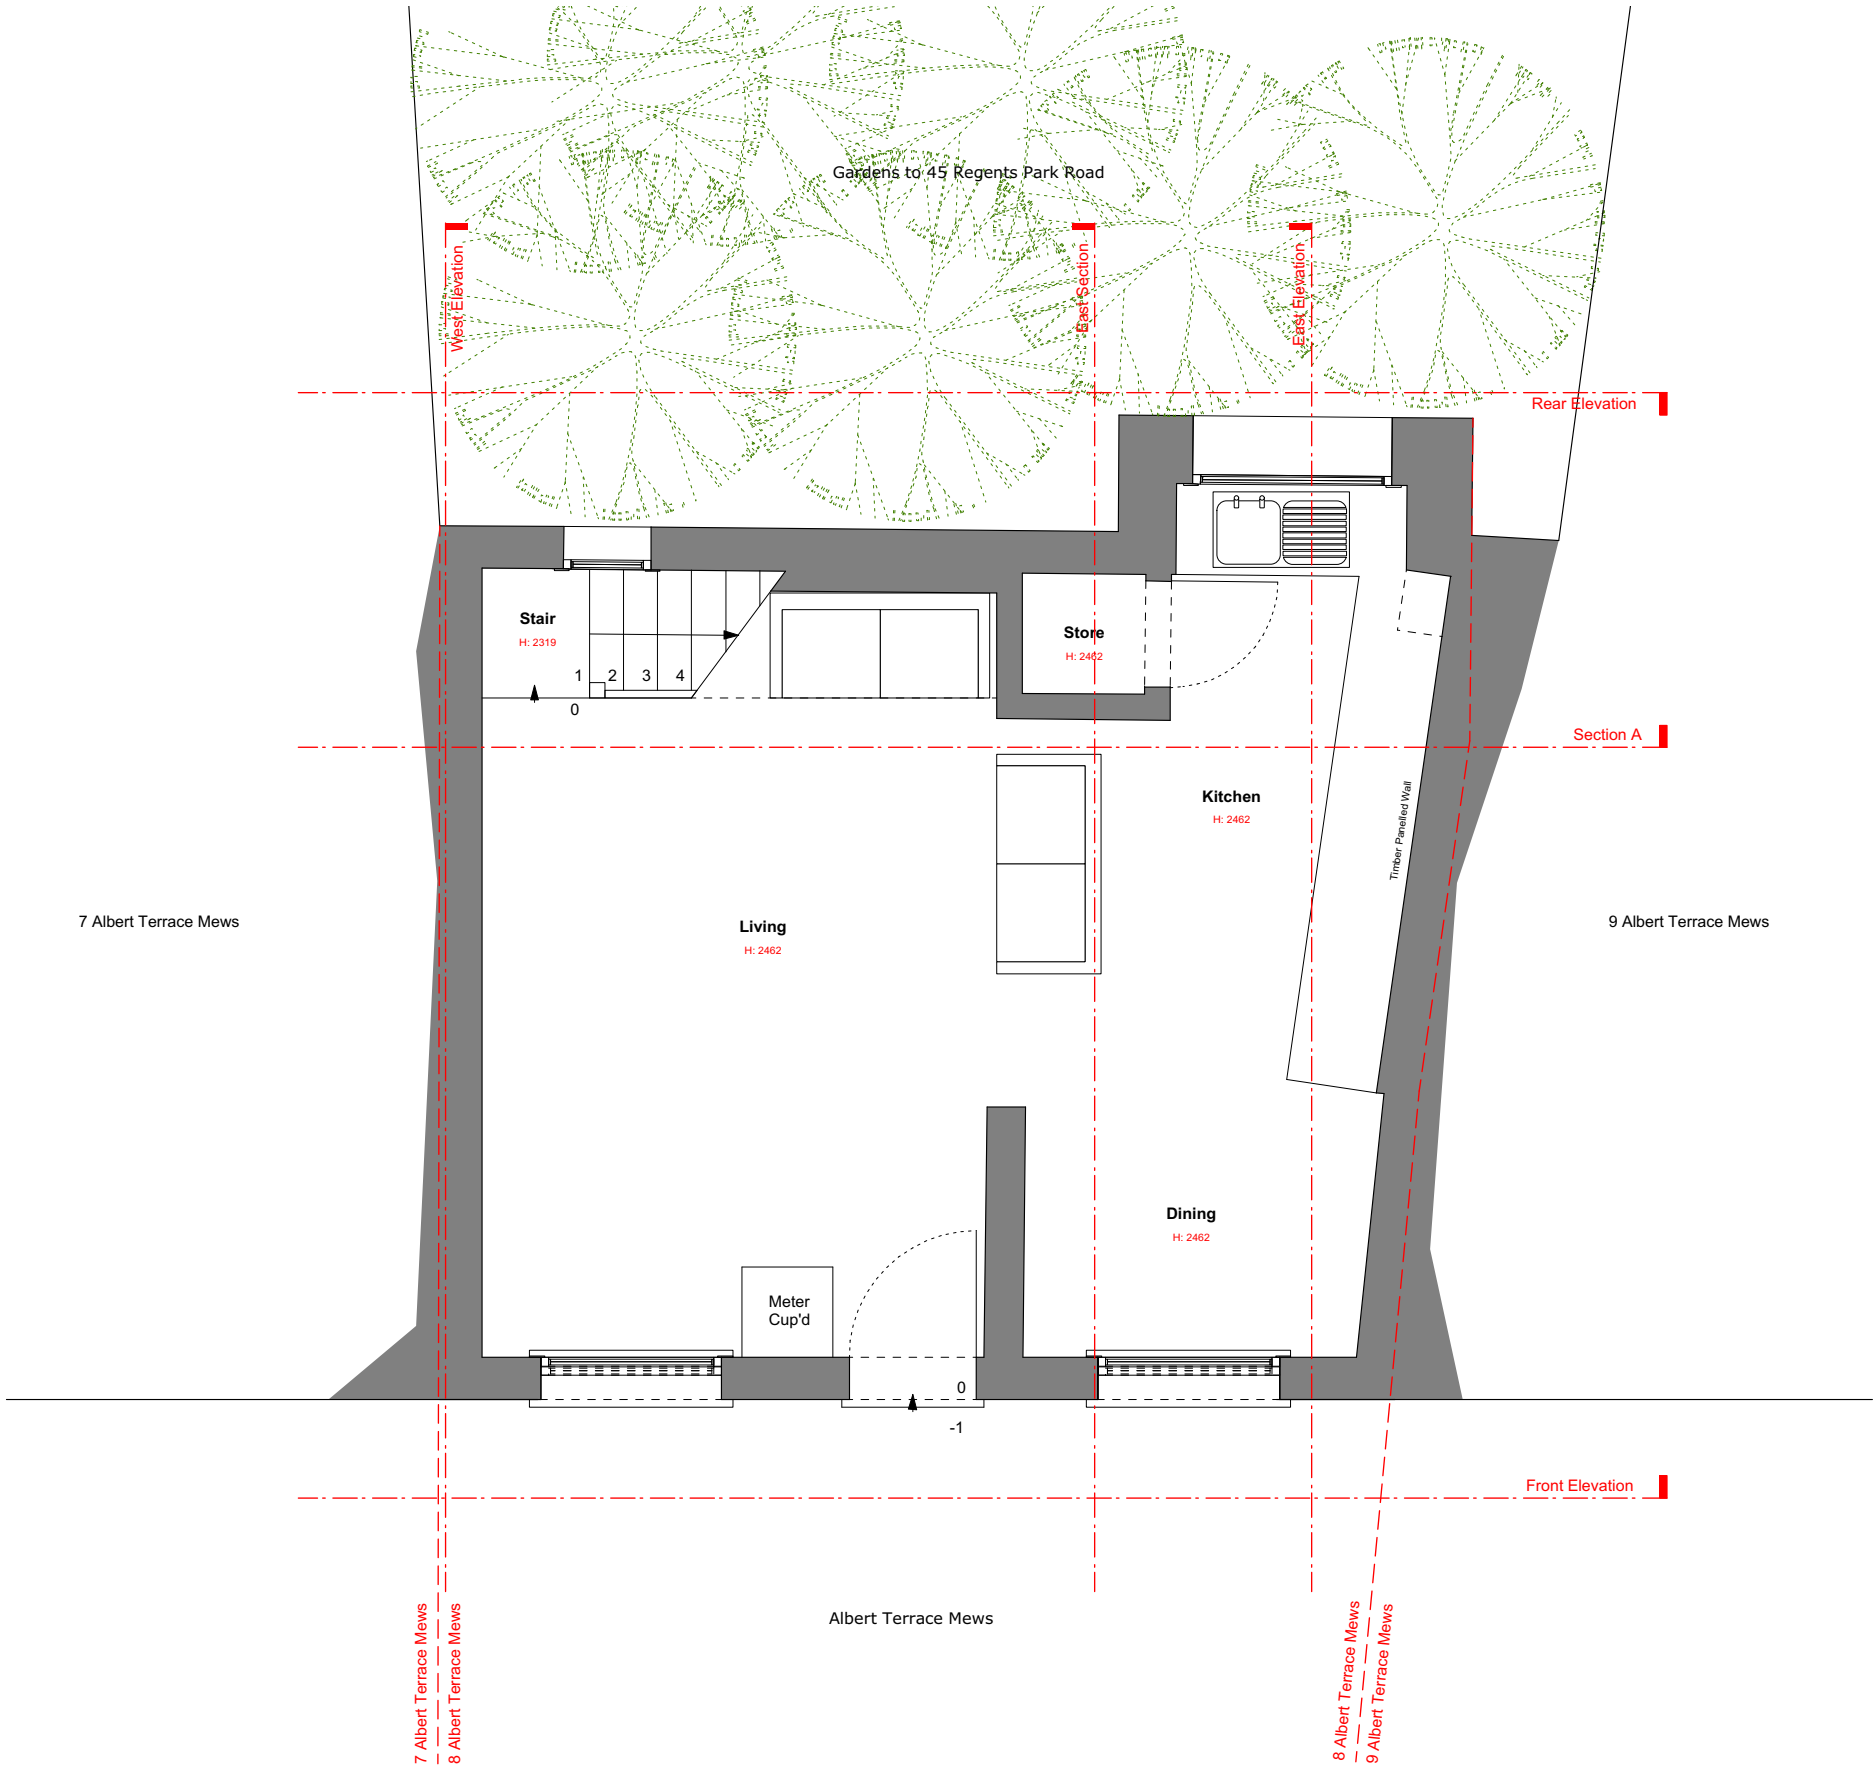 Gardens to 45 Regents Park Road
West Elevation
East Section
East Elevation
Rear Elevation
Stair
H: 2319
1 2 3 4
0
Store
H: 2462
Section A
Kitchen
H: 2462
Timber Panelled Wall
7 Albert Terrace Mews
Living
H: 2462
9 Albert Terrace Mews
Dining
H: 2462
Meter
Cup'd
0
-1
Front Elevation
Albert Terrace Mews
7 Albert Terrace Mews
8 Albert Terrace Mews
8 Albert Terrace Mews
9 Albert Terrace Mews